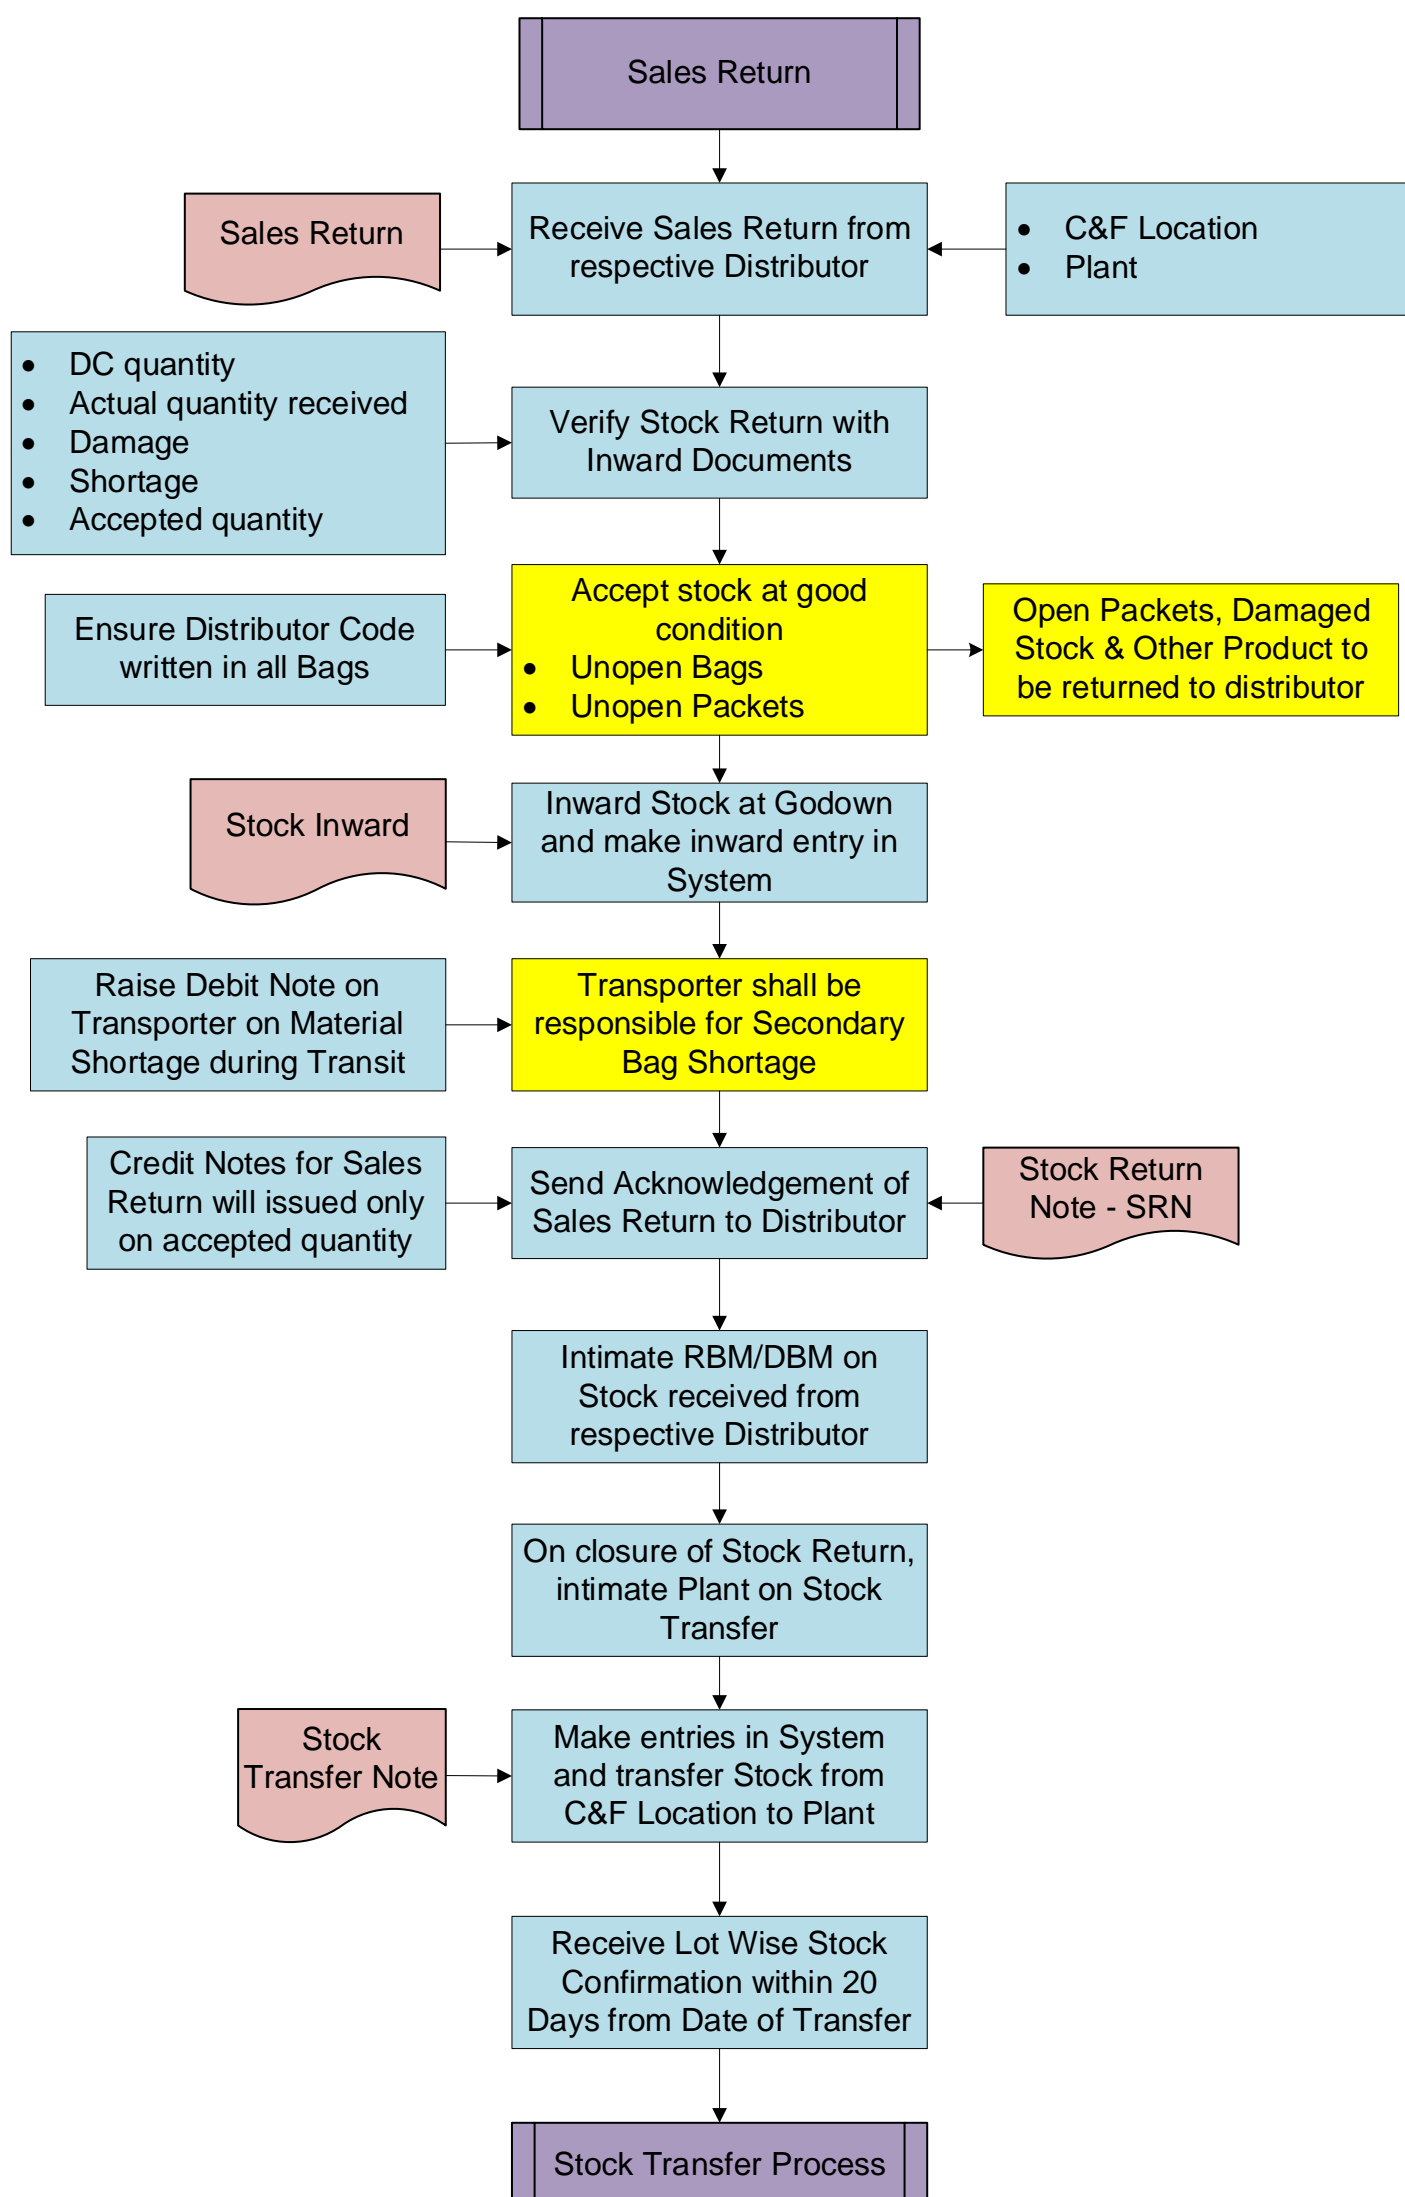 Sales Return
Sales Return
Receive Sales Return from
respective Distributor
• C&F Location
• Plant
• DC quantity
• Actual quantity received
• Damage
• Shortage
• Accepted quantity
Verify Stock Return with
Inward Documents
Ensure Distributor Code
written in all Bags
Accept stock at good
condition
• Unopen Bags
• Unopen Packets
Open Packets, Damaged
Stock & Other Product to
be returned to distributor
Stock Inward
Inward Stock at Godown
and make inward entry in
System
Raise Debit Note on
Transporter on Material
Shortage during Transit
Transporter shall be
responsible for Secondary
Bag Shortage
Credit Notes for Sales
Return will issued only
on accepted quantity
Send Acknowledgement of
Sales Return to Distributor
Stock Return
Note - SRN
Intimate RBM/DBM on
Stock received from
respective Distributor
On closure of Stock Return,
intimate Plant on Stock
Transfer
Stock
Transfer Note
Make entries in System
and transfer Stock from
C&F Location to Plant
Receive Lot Wise Stock
Confirmation within 20
Days from Date of Transfer
Stock Transfer Process